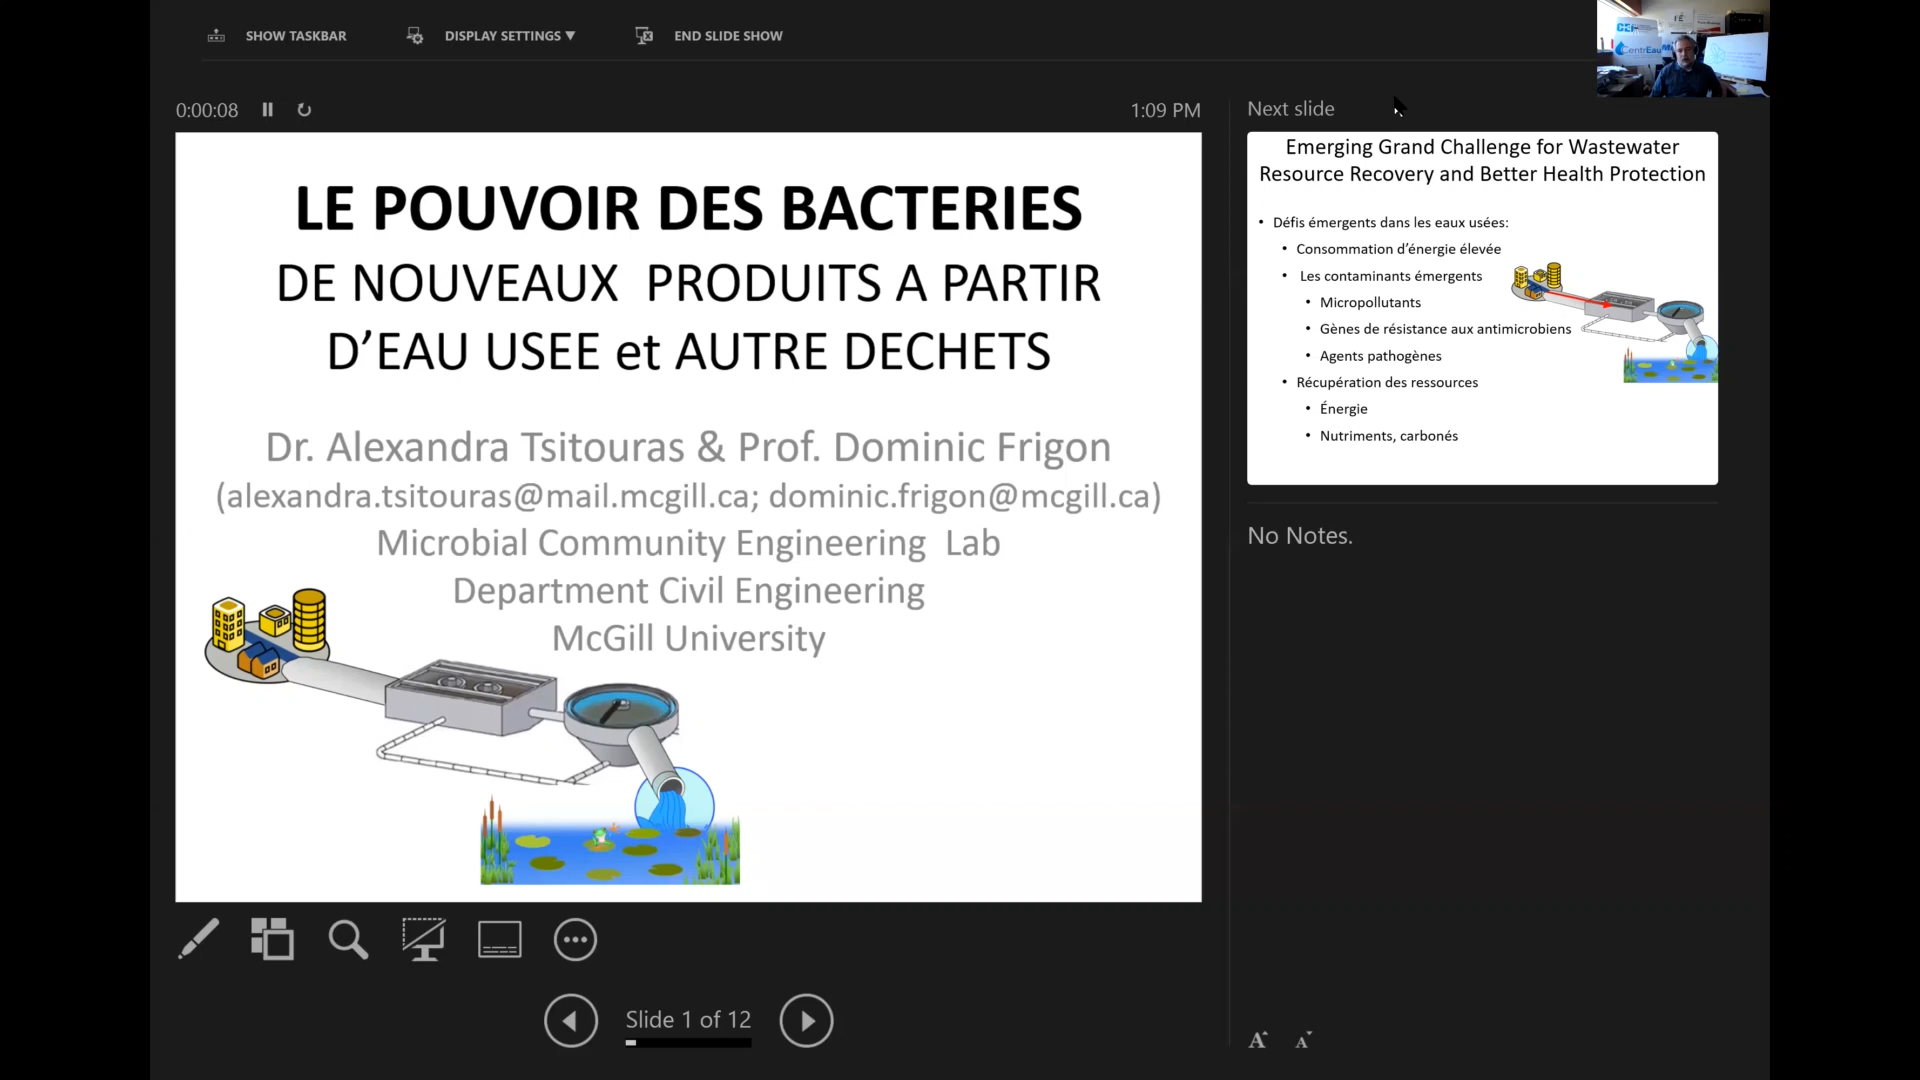 SHOW TASKBAR
DISPLAY SETTINGS ▼
END SLIDE SHOW
0:00:08
1:09 PM
LE POUVOIR DES BACTERIES
DE NOUVEAUX PRODUITS A PARTIR
D’EAU USEE et AUTRE DECHETS
Dr. Alexandra Tsitouras & Prof. Dominic Frigon
(alexandra.tsitouras@mail.mcgill.ca; dominic.frigon@mcgill.ca)
Microbial Community Engineering Lab
Department Civil Engineering
McGill University
Slide 1 of 12
Next slide
Emerging Grand Challenge for Wastewater
Resource Recovery and Better Health Protection
• Défis émergents dans les eaux usées:
• Consommation d’énergie élevée
• Les contaminants émergents
• Micropollutants
• Gènes de résistance aux antimicrobiens
• Agents pathogènes
• Récupération des ressources
• Énergie
• Nutriments, carbonés
No Notes.
A A
CentrEau